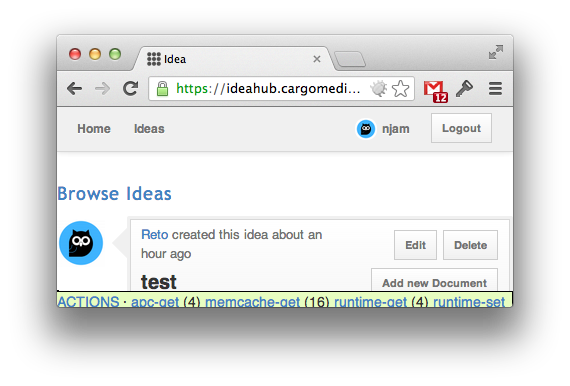 Idea
https://ideahub.cargomedi...
12
Home Ideas njam Logout
Browse Ideas
Reto created this idea about an
hour ago
Edit Delete
test
Add new Document
ACTIONS · apc-get (4) memcache-get (16) runtime-get (4) runtime-set